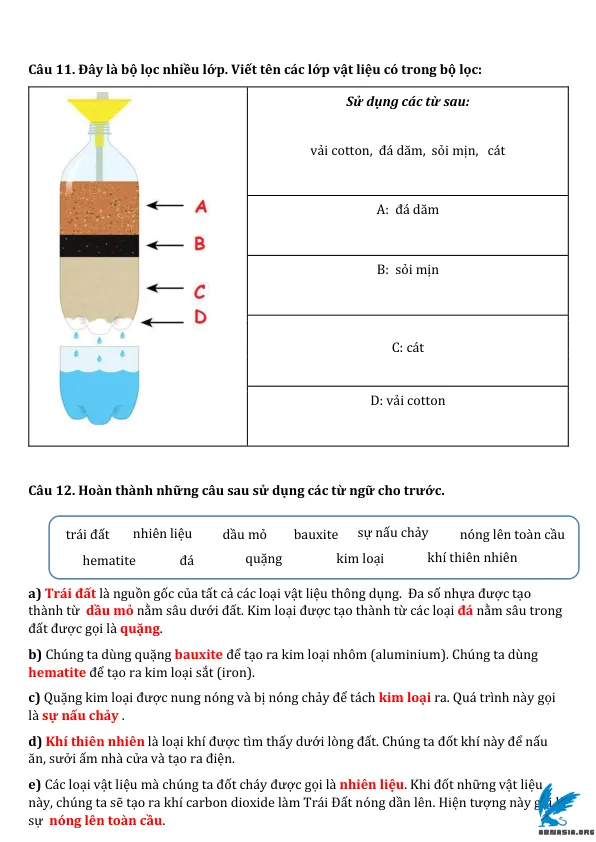 Câu 11. Đây là bộ lọc nhiều lớp. Viết tên các lớp vật liệu có trong bộ lọc:
Sử dụng các từ sau:
vải cotton, đá dăm, sỏi mịn, cát
A
B
C
D
A: đá dăm
B: sỏi mịn
C: cát
D: vải cotton
Câu 12. Hoàn thành những câu sau sử dụng các từ ngữ cho trước.
trái đất nhiên liệu dầu mỏ bauxite sự nấu chảy nóng lên toàn cầu
hematite đá quặng kim loại khí thiên nhiên
a) Trái đất là nguồn gốc của tất cả các loại vật liệu thông dụng. Đa số nhựa được tạo
thành từ dầu mỏ nằm sâu dưới đất. Kim loại được tạo thành từ các loại đá nằm sâu trong
đất được gọi là quặng.
b) Chúng ta dùng quặng bauxite để tạo ra kim loại nhôm (aluminium). Chúng ta dùng
hematite để tạo ra kim loại sắt (iron).
c) Quặng kim loại được nung nóng và bị nóng chảy để tách kim loại ra. Quá trình này gọi
là sự nấu chảy .
d) Khí thiên nhiên là loại khí được tìm thấy dưới lòng đất. Chúng ta đốt khí này để nấu
ăn, sưởi ấm nhà cửa và tạo ra điện.
e) Các loại vật liệu mà chúng ta đốt cháy được gọi là nhiên liệu. Khi đốt những vật liệu
này, chúng ta sẽ tạo ra khí carbon dioxide làm Trái Đất nóng dần lên. Hiện tượng này
sự nóng lên toàn cầu.
ABNASIA.ORG